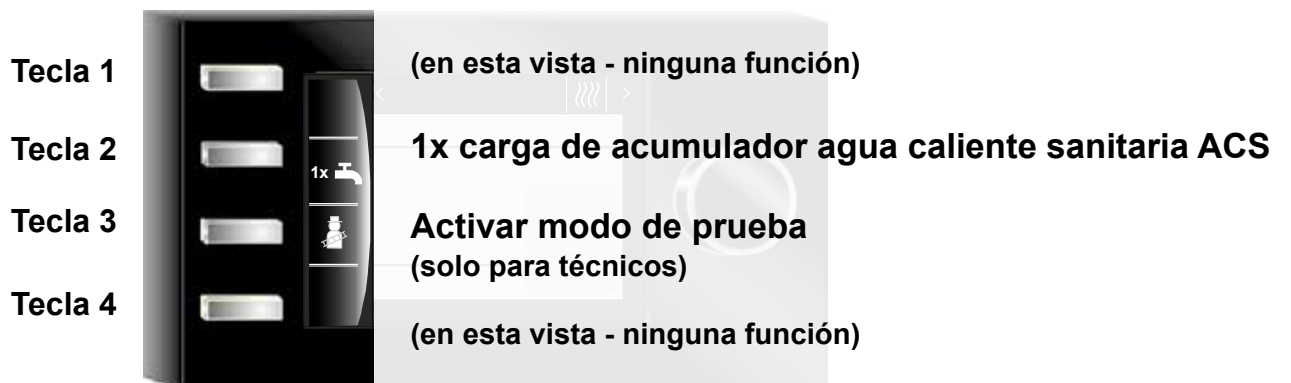 Tecla 1
(en esta vista - ninguna función)
Tecla 2
1x
1x carga de acumulador agua caliente sanitaria ACS
Tecla 3
Activar modo de prueba
(solo para técnicos)
Tecla 4
(en esta vista - ninguna función)